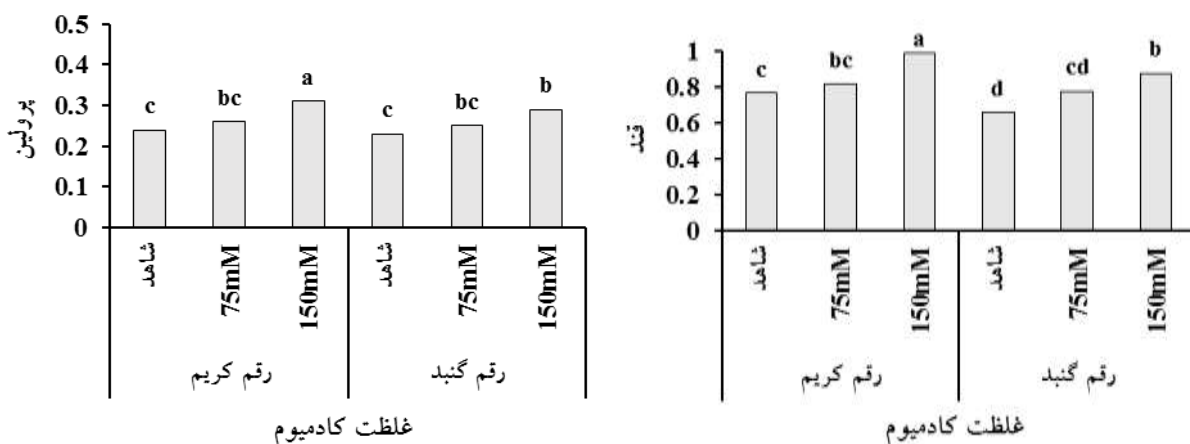 0.5
0.4
0.3
0.2
0.1
0
پرولین
c
bc
a
c
bc
b
شاهد
75mM
150mM
شاهد
75mM
150mM
رقم کریم
رقم گنبد
غلظت کادمیوم
1
0.8
0.6
0.4
0.2
0
قند
c
bc
a
d
cd
b
شاهد
75mM
150mM
شاهد
75mM
150mM
رقم کریم
رقم گنبد
غلظت کادمیوم